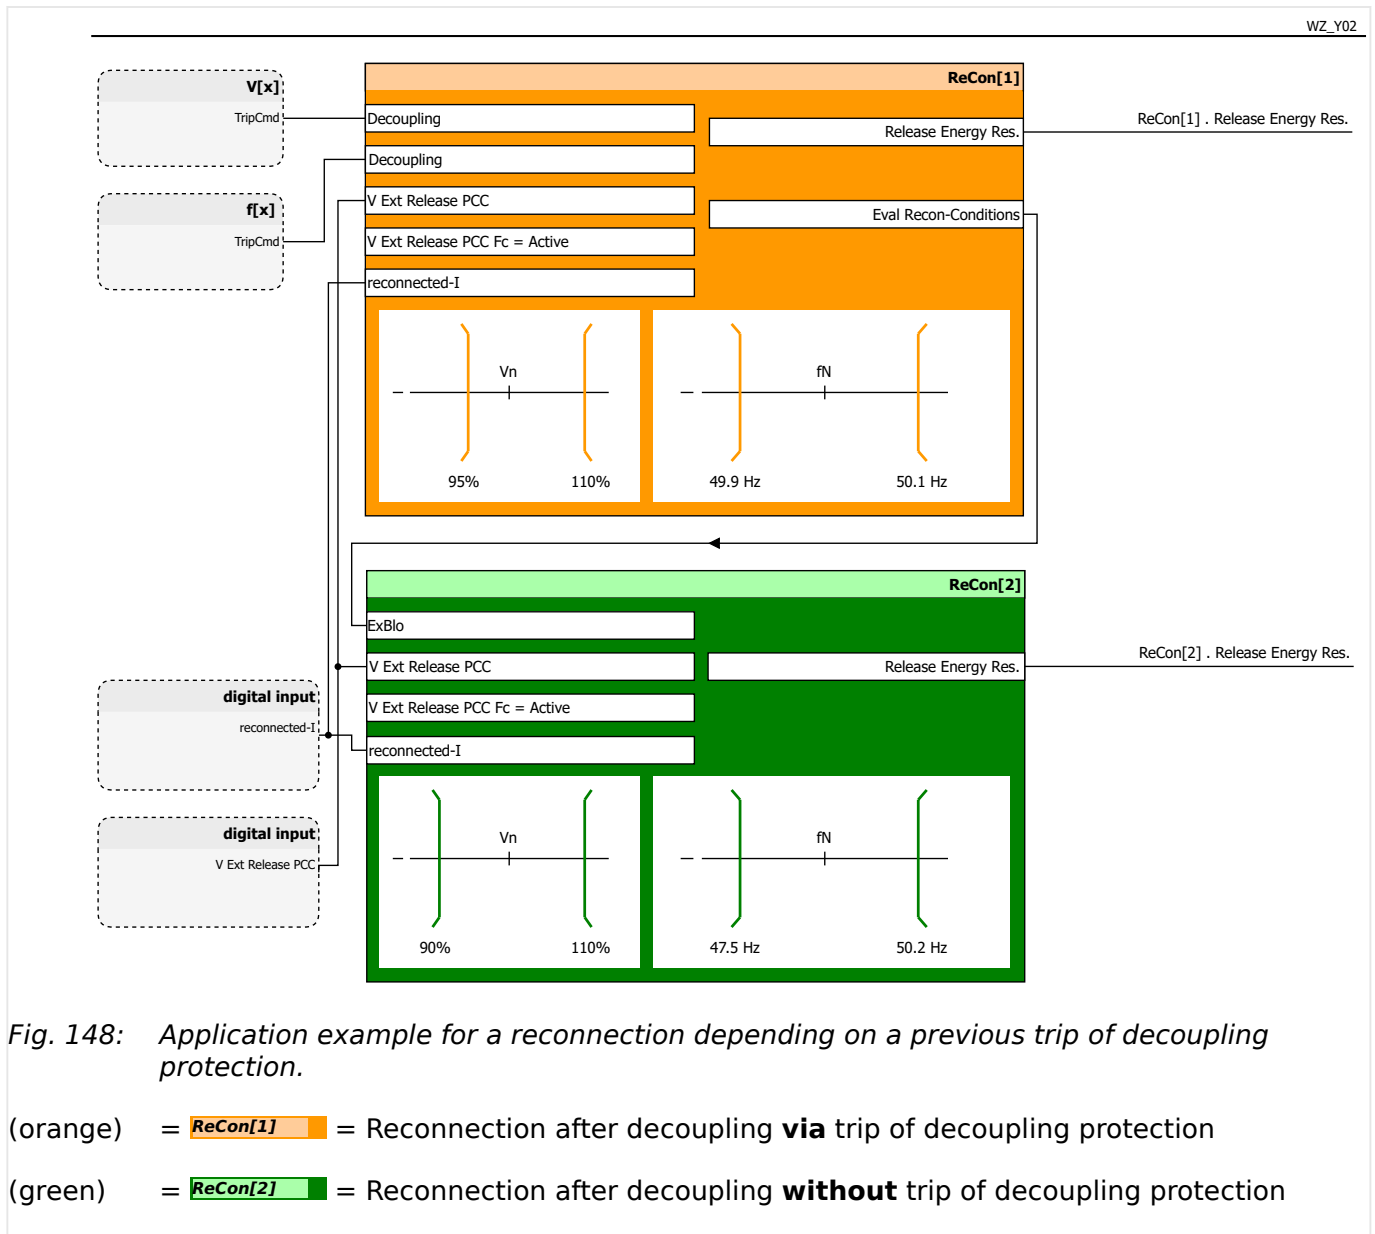 WZ_Y02
V[x]
TripCmd
f[x]
TripCmd
ReCon[1]
Decoupling
Decoupling
V Ext Release PCC
V Ext Release PCC Fc = Active
reconnected-I
Release Energy Res.
Eval Recon-Conditions
ReCon[1] . Release Energy Res.
Vn
95% 110%
fN
49.9 Hz 50.1 Hz
ReCon[2]
ExBlo
V Ext Release PCC
V Ext Release PCC Fc = Active
reconnected-I
Release Energy Res.
ReCon[2] . Release Energy Res.
digital input
reconnected-I
digital input
V Ext Release PCC
Vn
90% 110%
fN
47.5 Hz 50.2 Hz
Fig. 148: Application example for a reconnection depending on a previous trip of decoupling
protection.
(orange) = ReCon[1] = Reconnection after decoupling via trip of decoupling protection
(green) = ReCon[2] = Reconnection after decoupling without trip of decoupling protection